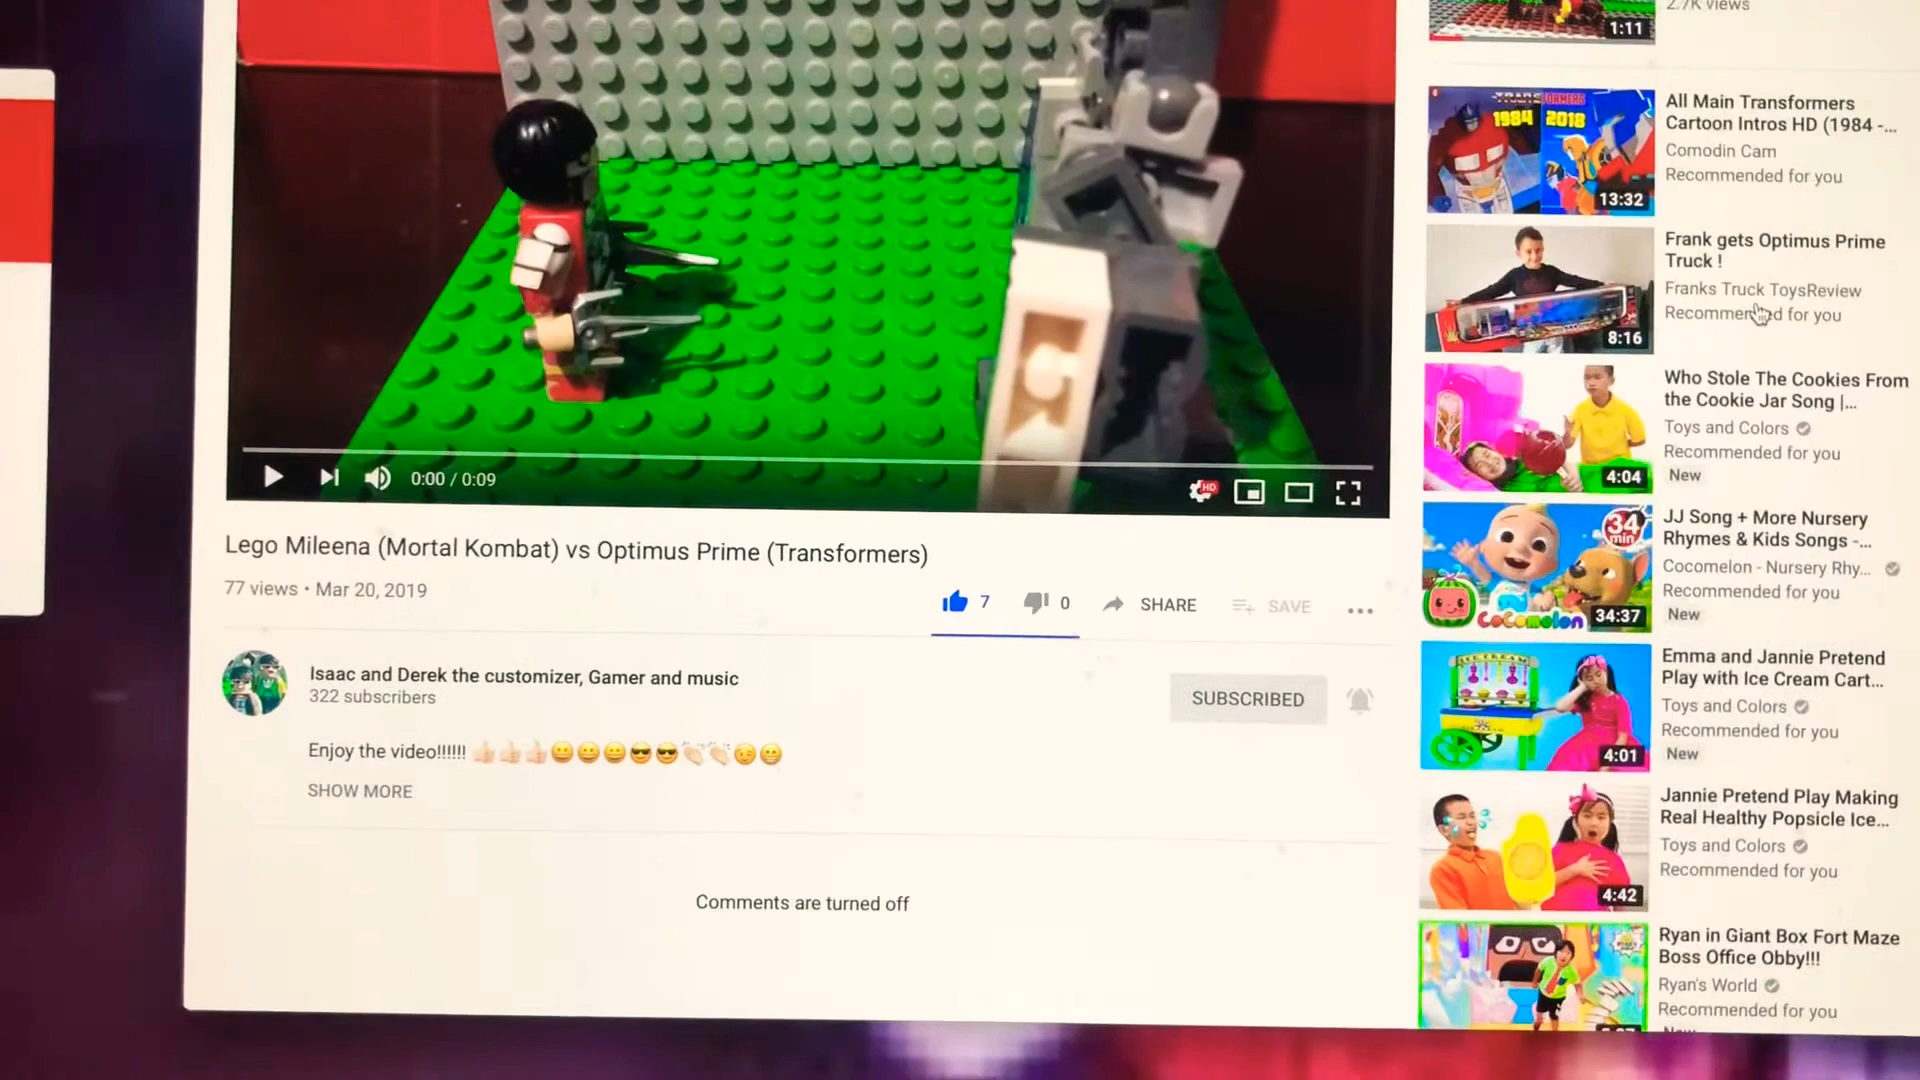 2.7K views
1:11
TRANSFORMERS
1984 2018
13:32
All Main Transformers
Cartoon Intros HD (1984 -...
Comodin Cam
Recommended for you
8:16
Frank gets Optimus Prime
Truck !
Franks Truck ToysReview
Recommended for you
4:04
Who Stole The Cookies From
the Cookie Jar Song |...
Toys and Colors
Recommended for you
New
34
min
CoComelon
34:37
JJ Song + More Nursery
Rhymes & Kids Songs -...
Cocomelon - Nursery Rhy...
Recommended for you
New
ICE CREAM
4:01
Emma and Jannie Pretend
Play with Ice Cream Cart...
Toys and Colors
Recommended for you
New
4:42
Jannie Pretend Play Making
Real Healthy Popsicle Ice...
Toys and Colors
Recommended for you
Ryan in Giant Box Fort Maze
Boss Office Obby!!!
Ryan's World
Recommended for you
New
0:00 / 0:09
HD
Lego Mileena (Mortal Kombat) vs Optimus Prime (Transformers)
77 views • Mar 20, 2019
7 0 SHARE SAVE
Isaac and Derek the customizer, Gamer and music
322 subscribers
SUBSCRIBED
Enjoy the video!!!!!! 👍🏻👍🏻👍🏻😀😀😀😎😎👏🏻👏🏻😉😁
SHOW MORE
Comments are turned off